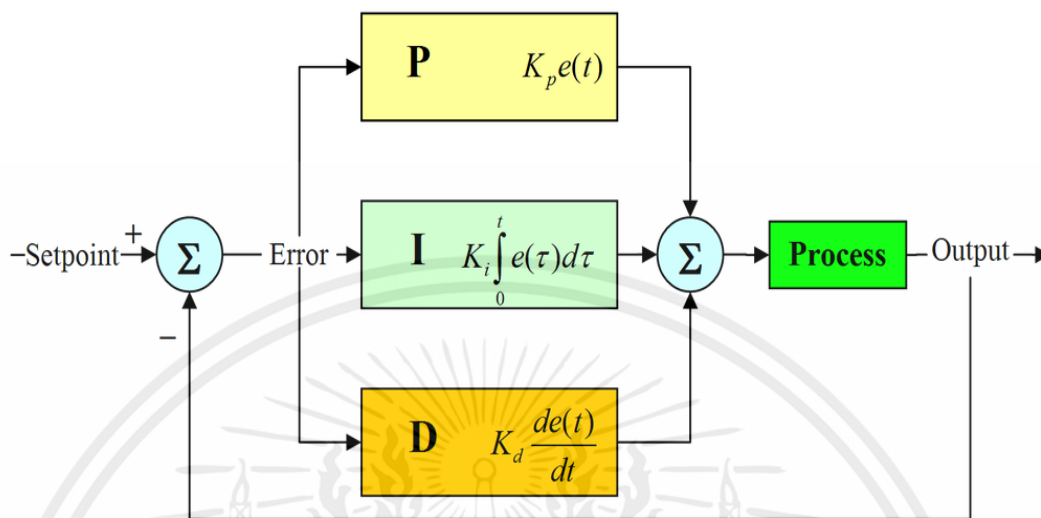 P K_p e(t)
+
–Setpoint Σ Error I K_i ∫_0^t e(τ)dτ Σ Process Output
–
D K_d de(t)/dt